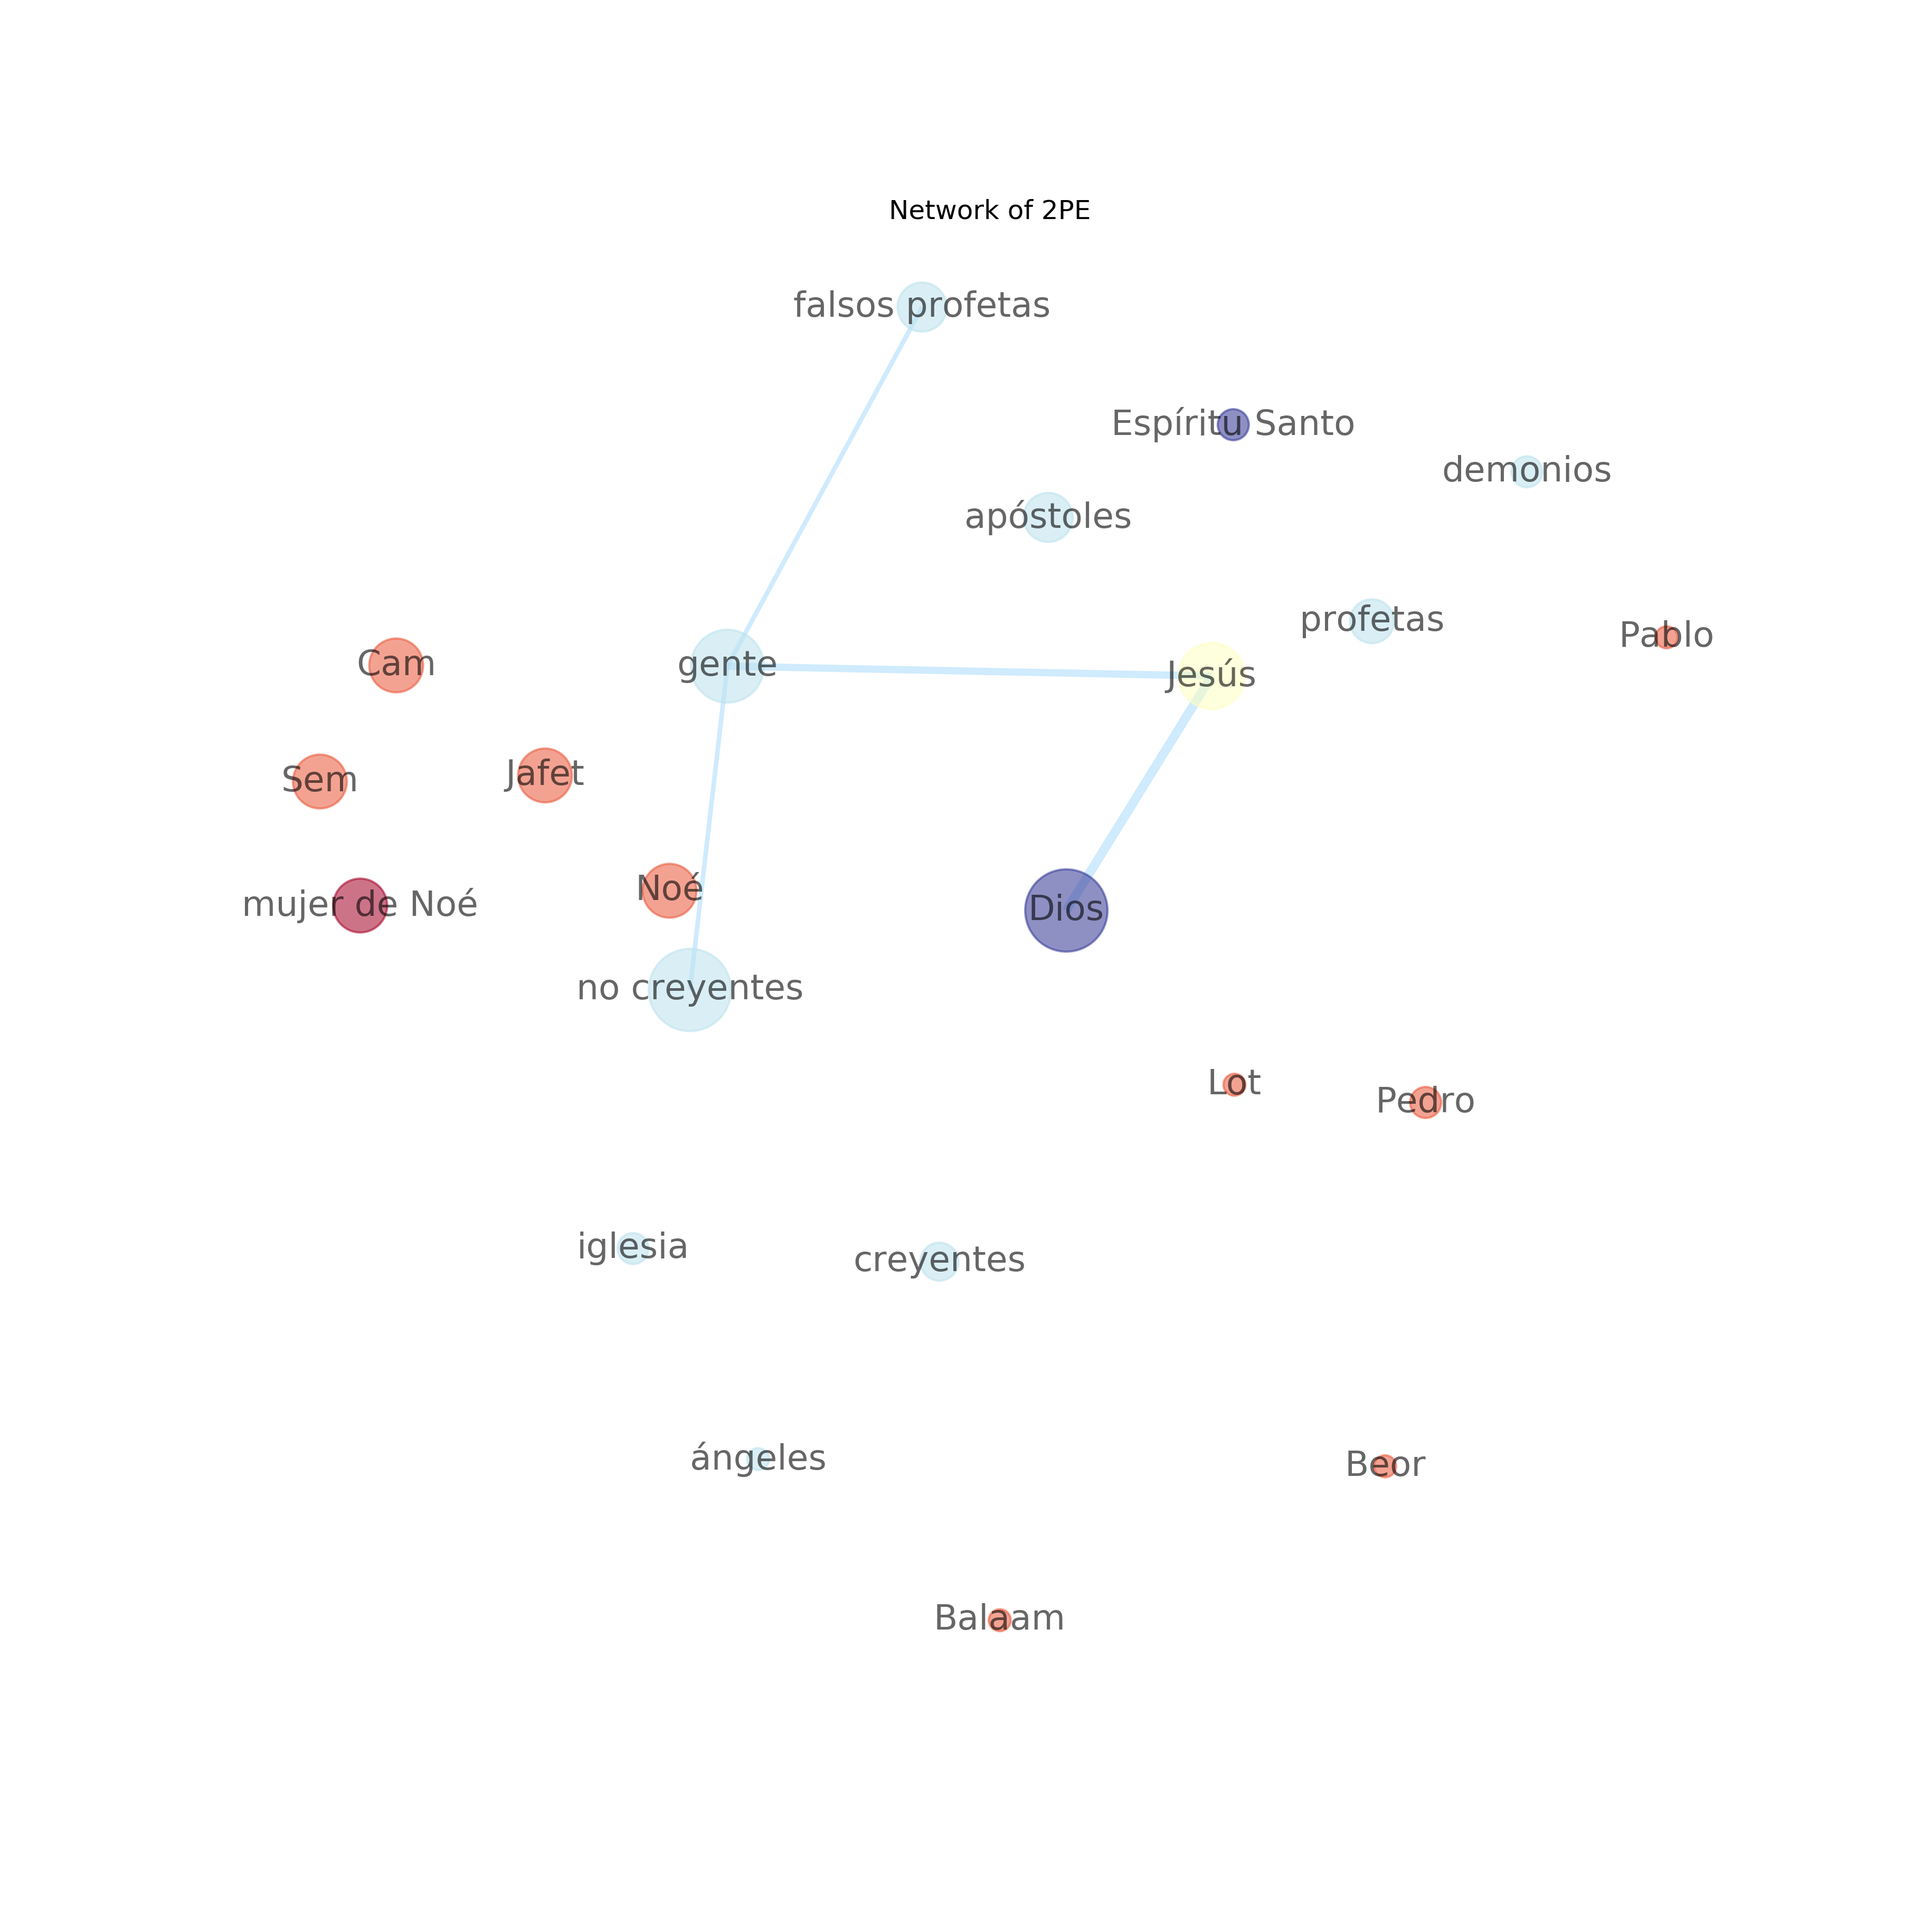 Network of 2PE
falsos profetas
Espíritu Santo
demonios
apóstoles
profetas
Pablo
Cam
gente
Jesús
Sem
Jafet
Noé
mujer de Noé
Dios
no creyentes
Lot
Pedro
iglesia
creyentes
ángeles
Beor
Balaam